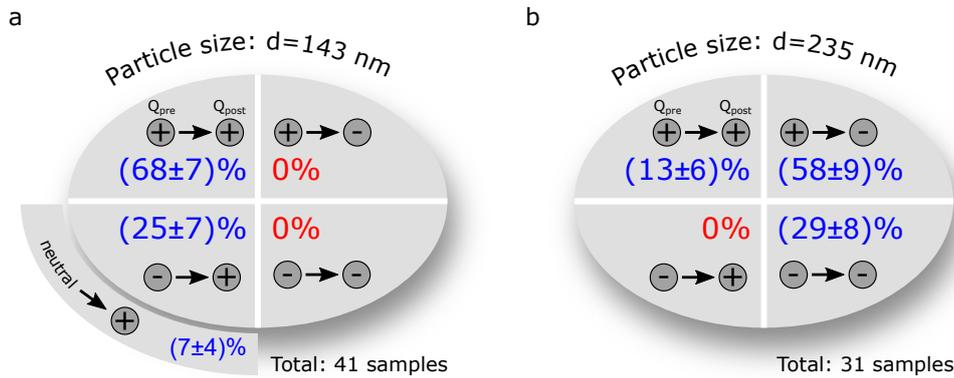 a
Particle size: d=143 nm
Qpre Qpost
+ + + -
(68±7)% 0%
(25±7)% 0%
- + - -
neutral
+
(7±4)%
Total: 41 samples
b
Particle size: d=235 nm
Qpre Qpost
+ + + -
(13±6)% (58±9)%
0% (29±8)%
- + - -
Total: 31 samples